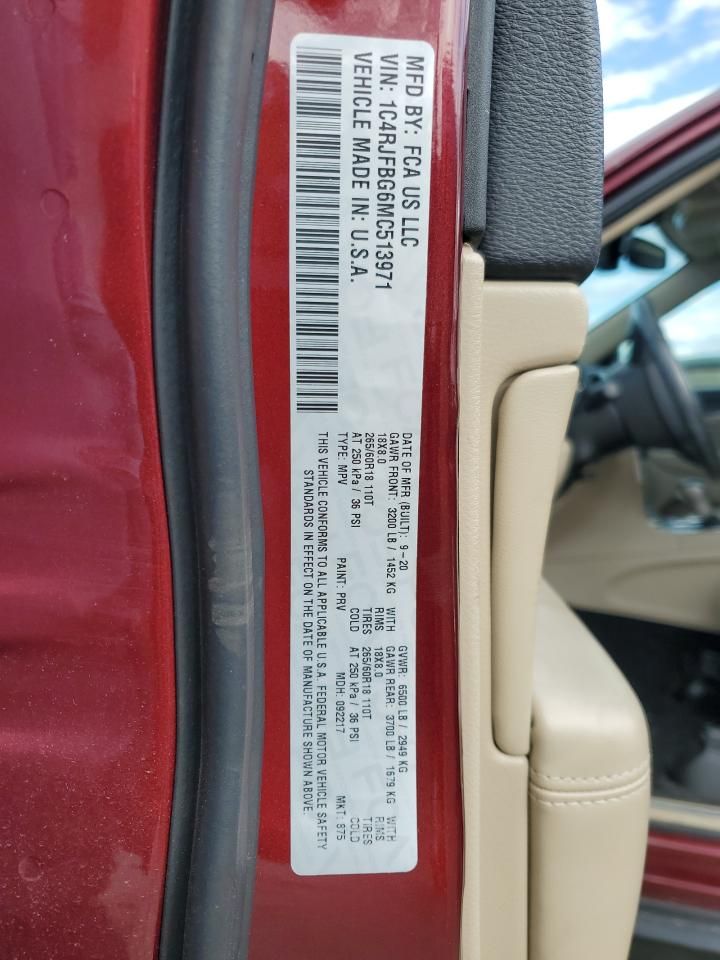 MFD BY: FCA US LLC
VIN: 1C4RJFBG6MC513971
VEHICLE MADE IN: U.S.A.
DATE OF MFR (BUILT): 9-20 GVWR: 6500 LB / 2949 KG
GAWR FRONT: 3200 LB / 1452 KG WITH GAWR REAR: 3700 LB / 1679 KG WITH
18X8.0 RIMS 18X8.0 RIMS
265/60R18 110T TIRES 265/60R18 110T TIRES
AT 250 kPa / 36 PSI COLD AT 250 kPa / 36 PSI COLD
TYPE: MPV PAINT: PRV MDH: 092217 MKT: 875
THIS VEHICLE CONFORMS TO ALL APPLICABLE U.S.A. FEDERAL MOTOR VEHICLE SAFETY
STANDARDS IN EFFECT ON THE DATE OF MANUFACTURE SHOWN ABOVE.